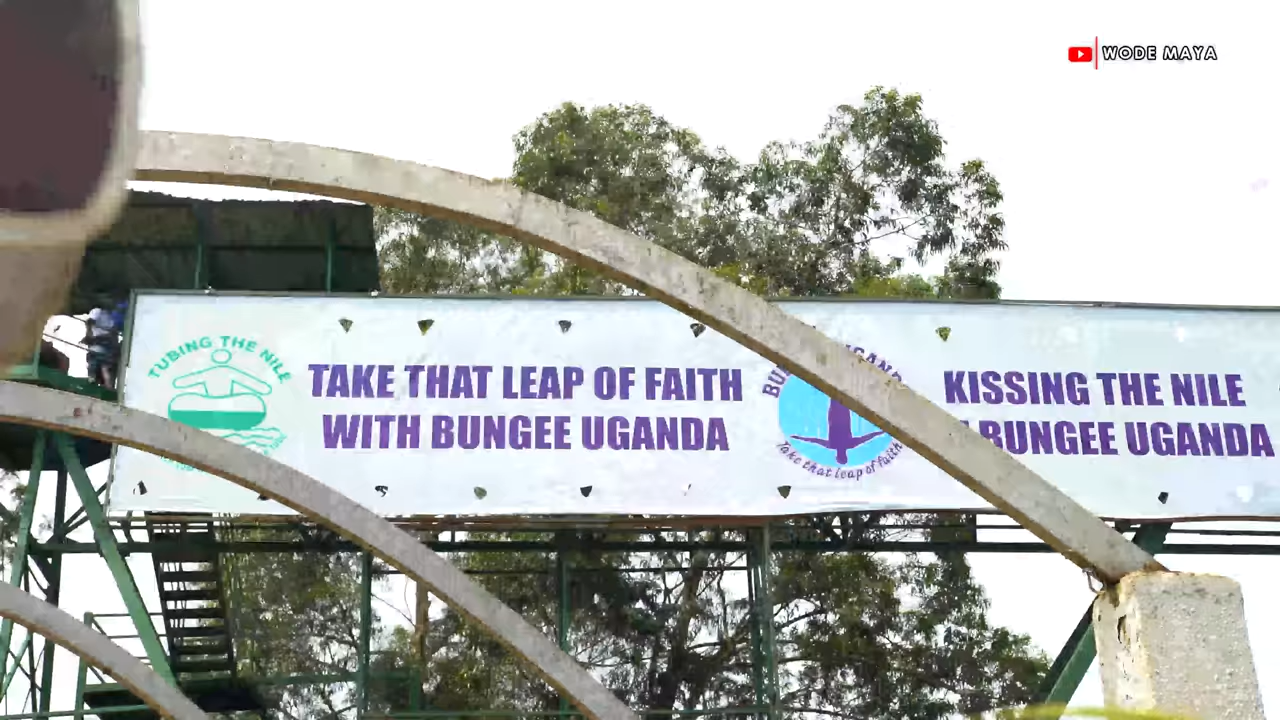 WODE MAYA
TUBING THE NILE
TAKE THAT LEAP OF FAITH
WITH BUNGEE UGANDA
Take that leap of faith
KISSING THE NILE
BUNGEE UGANDA